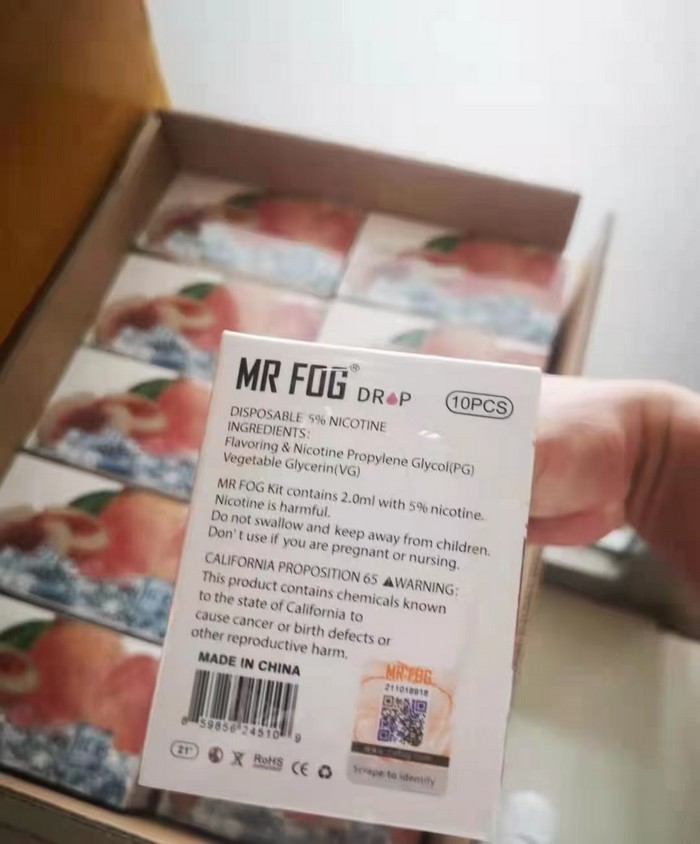 MR FOG® DROP 10PCS
DISPOSABLE 5% NICOTINE
INGREDIENTS:
Flavoring & Nicotine Propylene Glycol(PG)
Vegetable Glycerin(VG)
MR FOG Kit contains 2.0ml with 5% nicotine.
Nicotine is harmful.
Do not swallow and keep away from children.
Don't use if you are pregnant or nursing.
CALIFORNIA PROPOSITION 65 ⚠WARNING:
This product contains chemicals known
to the state of California to
cause cancer or birth defects or
other reproductive harm.
MADE IN CHINA
MR FOG
211018918
59856 24510 9
21+
RoHS
CE
Scrape to identify